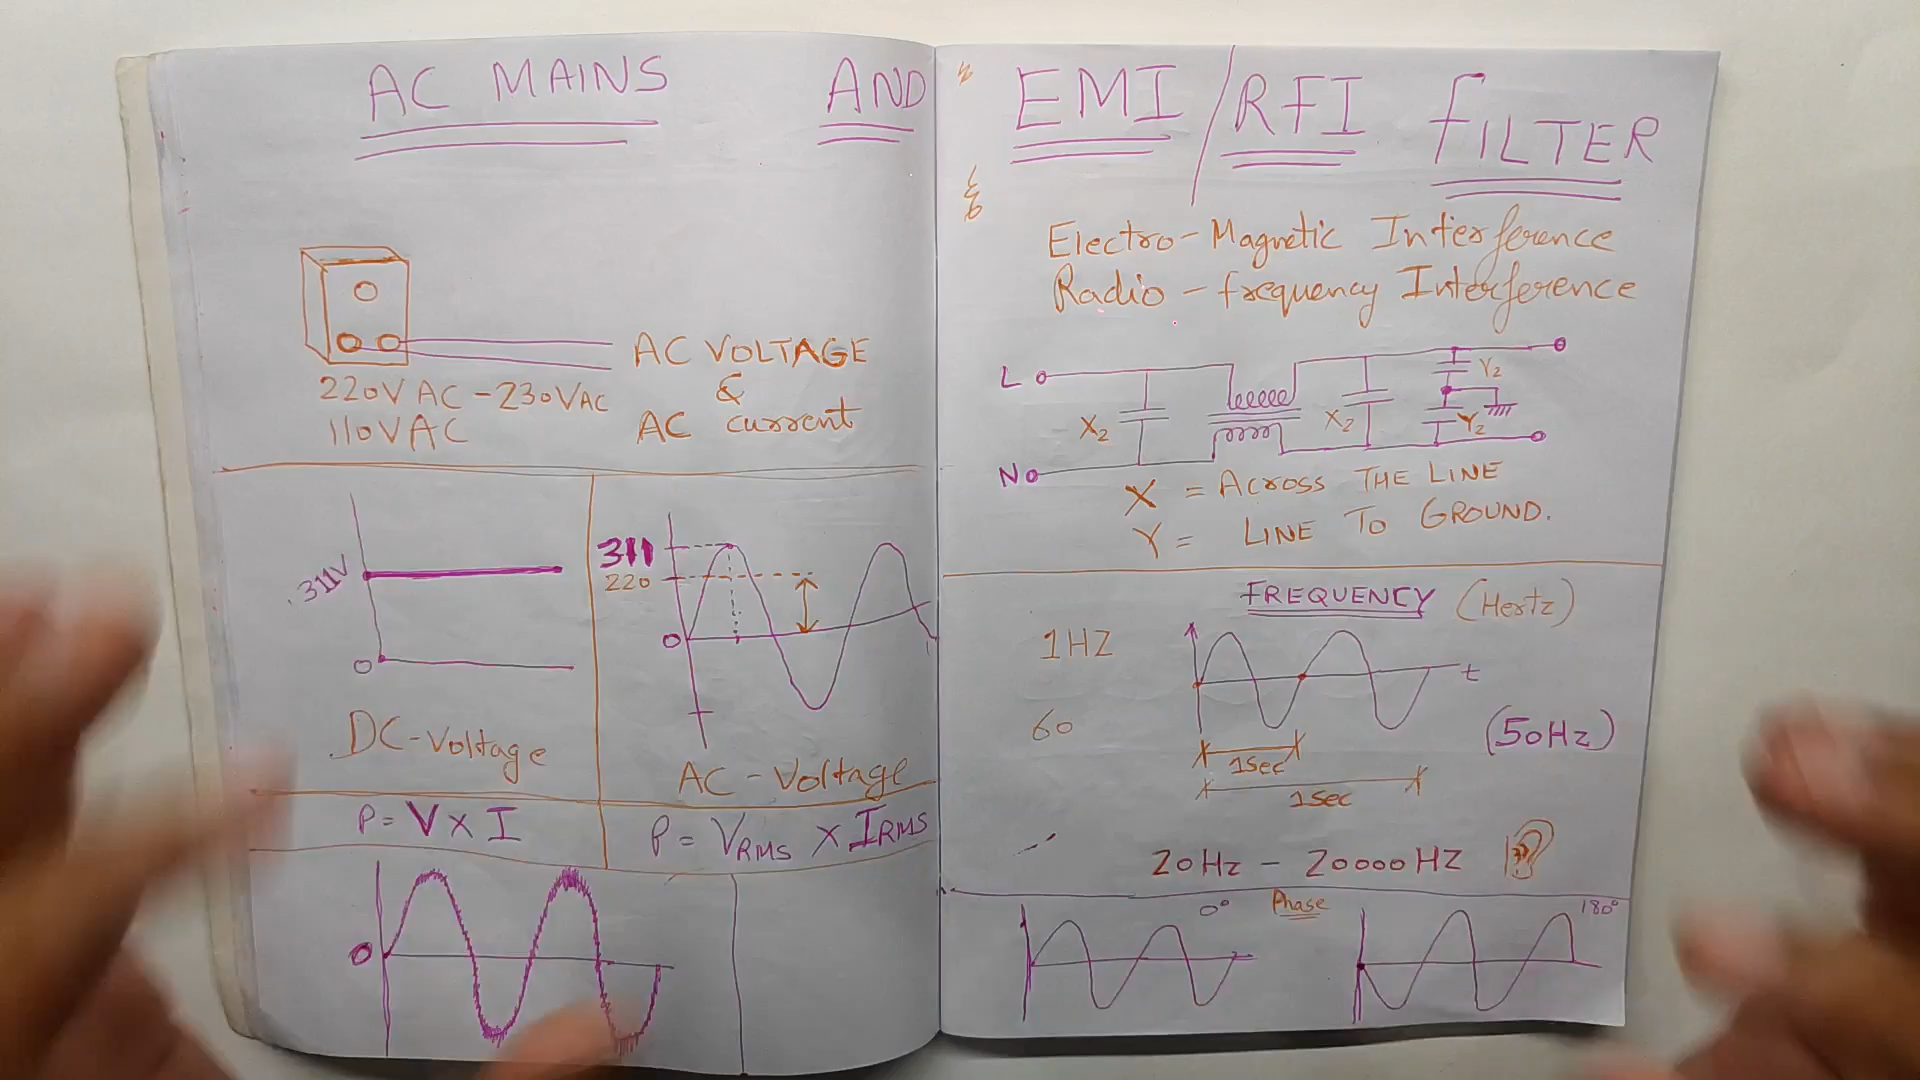 AC MAINS AND
AC VOLTAGE
&
AC current
220V AC - 230VAC
110V AC
311V
0
DC-Voltage
311
220
0
AC - Voltage
P = V X I
P = VRMS X IRMS
0
EMI/RFI FILTER
Electro-Magnetic Interference
Radio-frequency Interference
L
X2
X2
Y2
Y2
N
X = ACROSS THE LINE
Y = LINE TO GROUND.
FREQUENCY (Hertz)
1HZ
t
60
(50Hz)
1sec
1sec
20Hz - 20000HZ
Phase
0°
180°